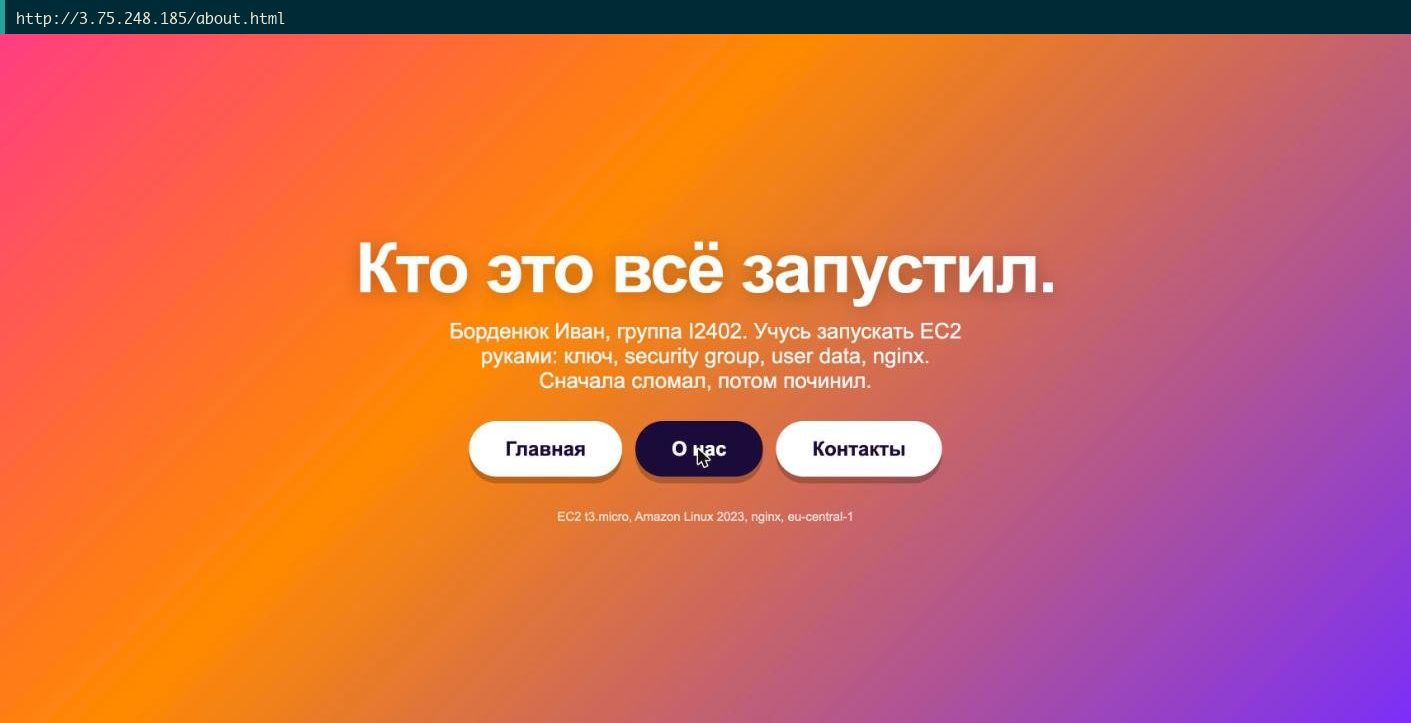 http://3.75.248.185/about.html
Кто это всё запустил.
Борденюк Иван, группа I2402. Учусь запускать EC2
руками: ключ, security group, user data, nginx.
Сначала сломал, потом починил.
Главная
О нас
Контакты
EC2 t3.micro, Amazon Linux 2023, nginx, eu-central-1